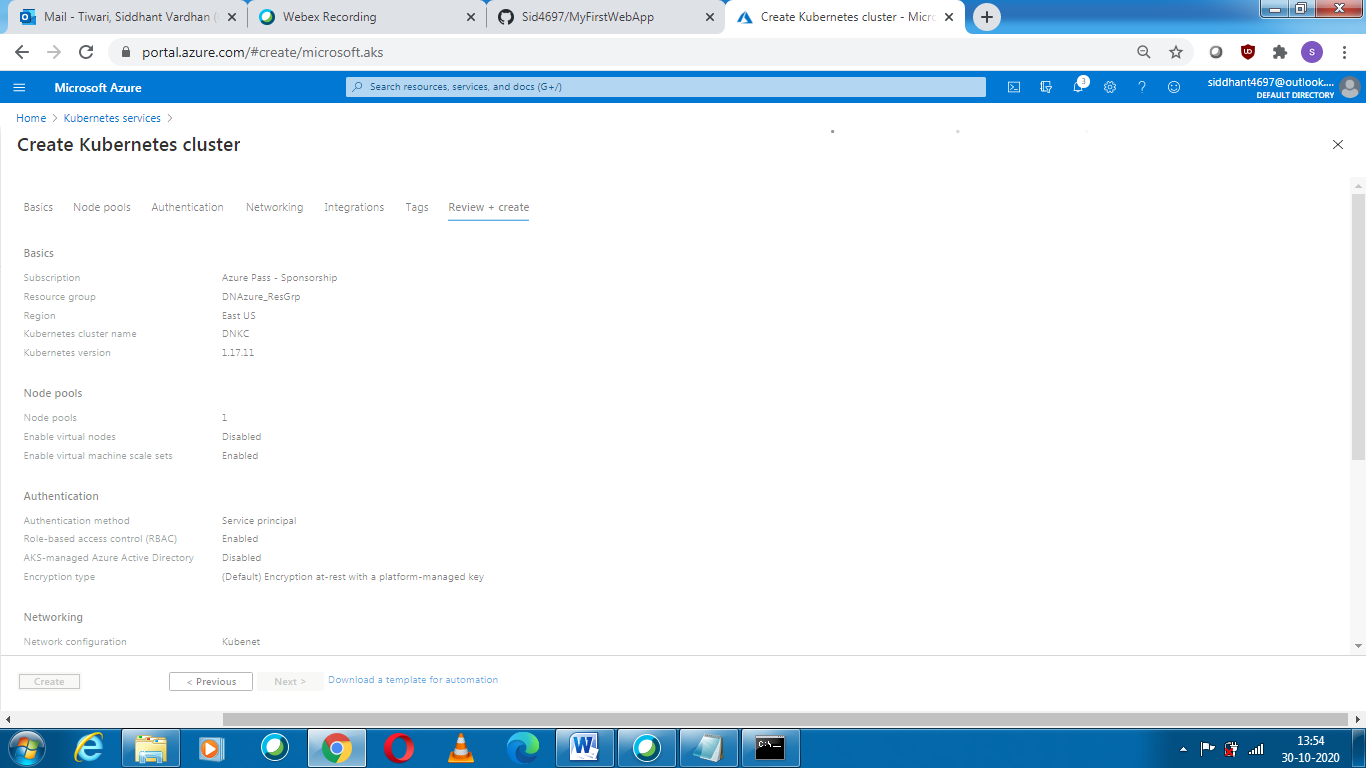 Mail - Tiwari, Siddhant Vardhan (
Webex Recording
Sid4697/MyFirstWebApp
Create Kubernetes cluster - Micro
portal.azure.com/#create/microsoft.aks
S
Microsoft Azure
Search resources, services, and docs (G+/)
3
siddhant4697@outlook....
DEFAULT DIRECTORY
Home > Kubernetes services >
Create Kubernetes cluster
Basics Node pools Authentication Networking Integrations Tags Review + create
Basics
Subscription Azure Pass - Sponsorship
Resource group DNAzure_ResGrp
Region East US
Kubernetes cluster name DNKC
Kubernetes version 1.17.11
Node pools
Node pools 1
Enable virtual nodes Disabled
Enable virtual machine scale sets Enabled
Authentication
Authentication method Service principal
Role-based access control (RBAC) Enabled
AKS-managed Azure Active Directory Disabled
Encryption type (Default) Encryption at-rest with a platform-managed key
Networking
Network configuration Kubenet
Create < Previous Next > Download a template for automation
13:54
30-10-2020